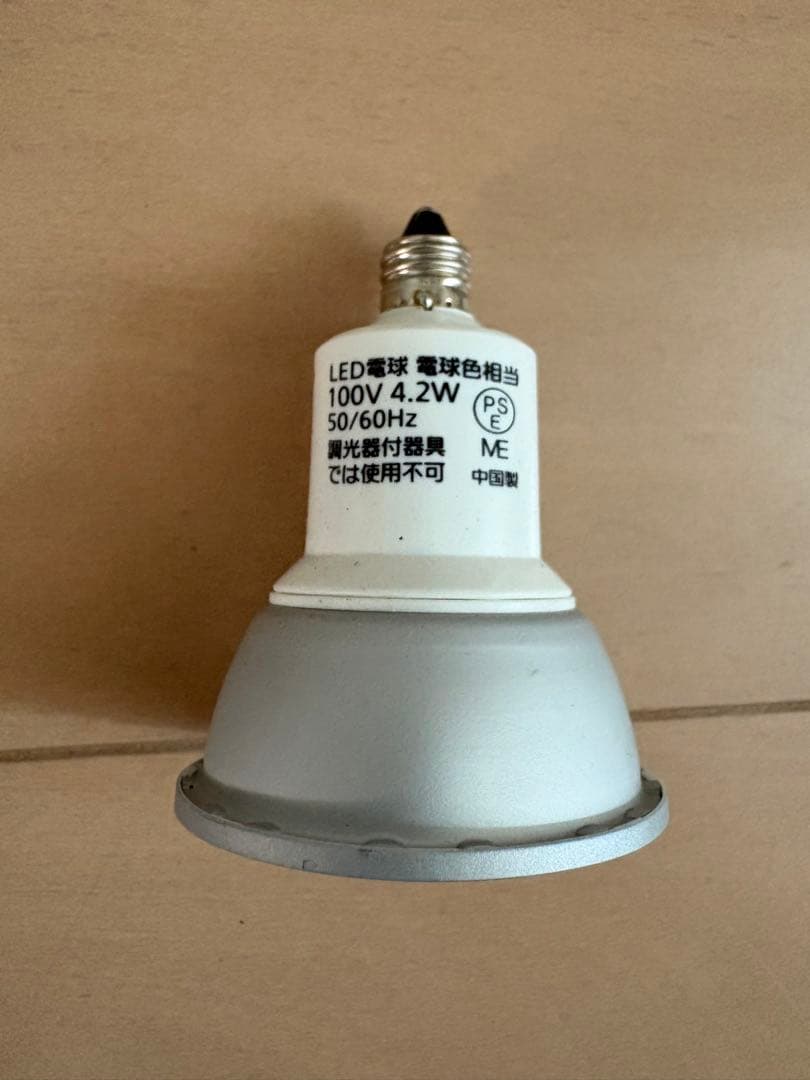 LED電球 電球色相当
100V 4.2W
PS
E
50/60Hz
調光器付器具
ME
では使用不可
中国製